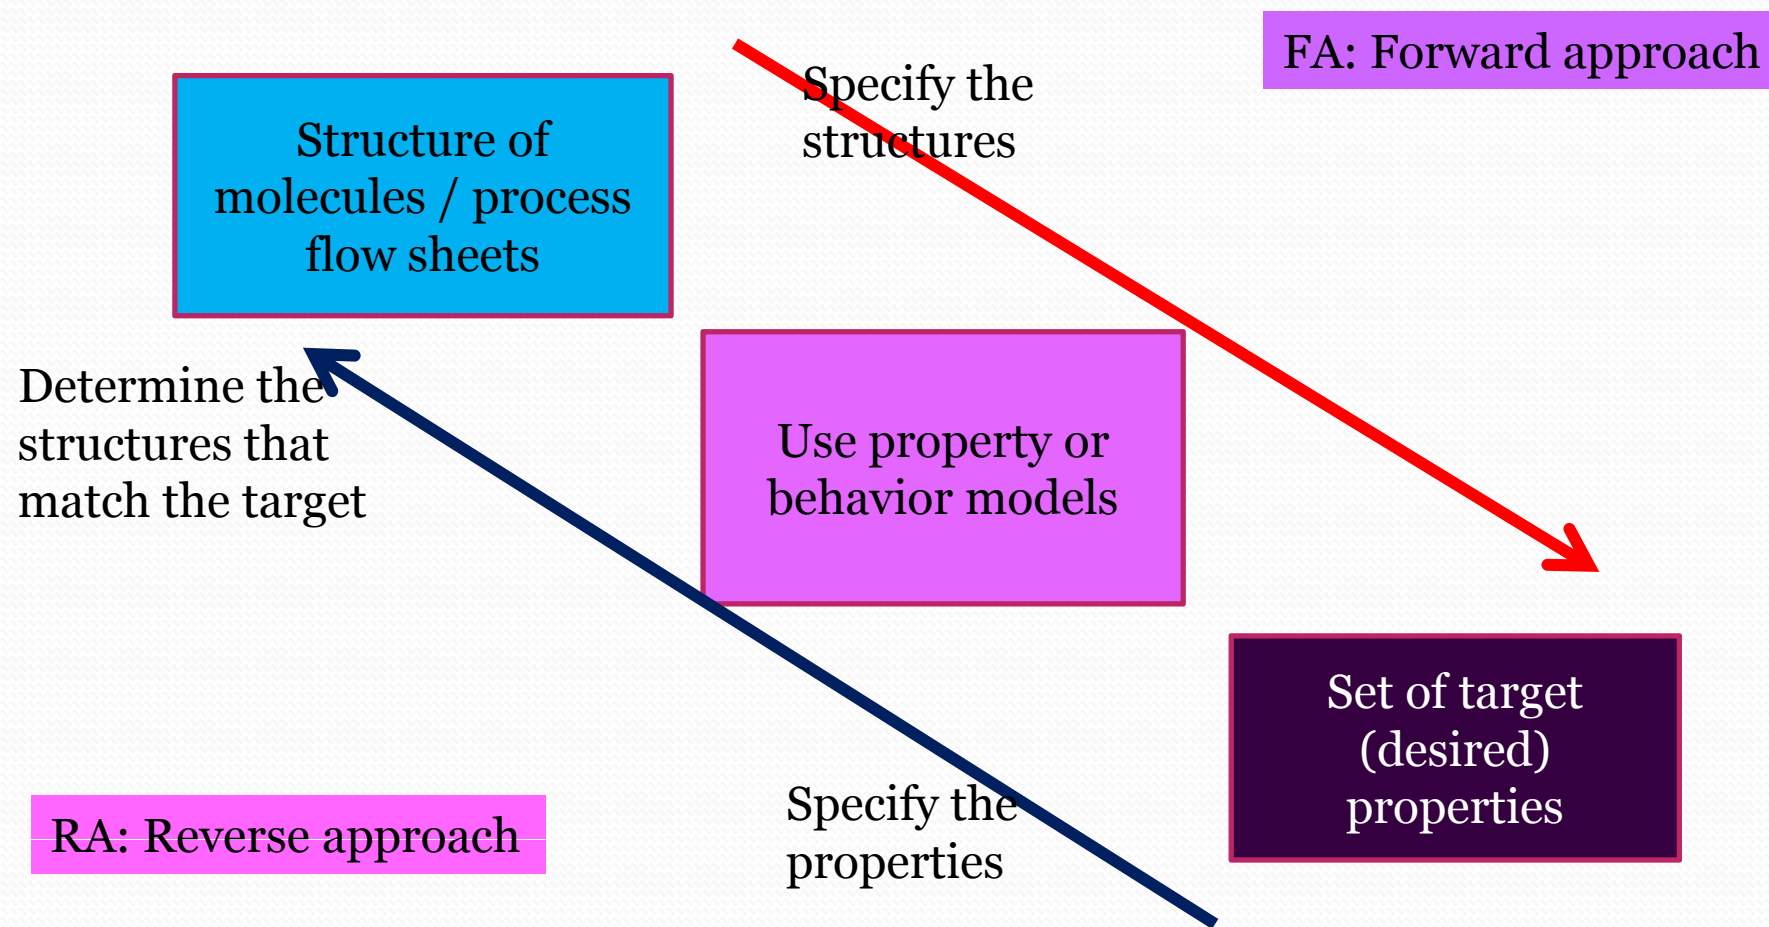 FA: Forward approach
Specify the
structures
Structure of
molecules / process
flow sheets
Determine the
structures that
match the target
Use property or
behavior models
Set of target
(desired)
properties
Specify the
properties
RA: Reverse approach